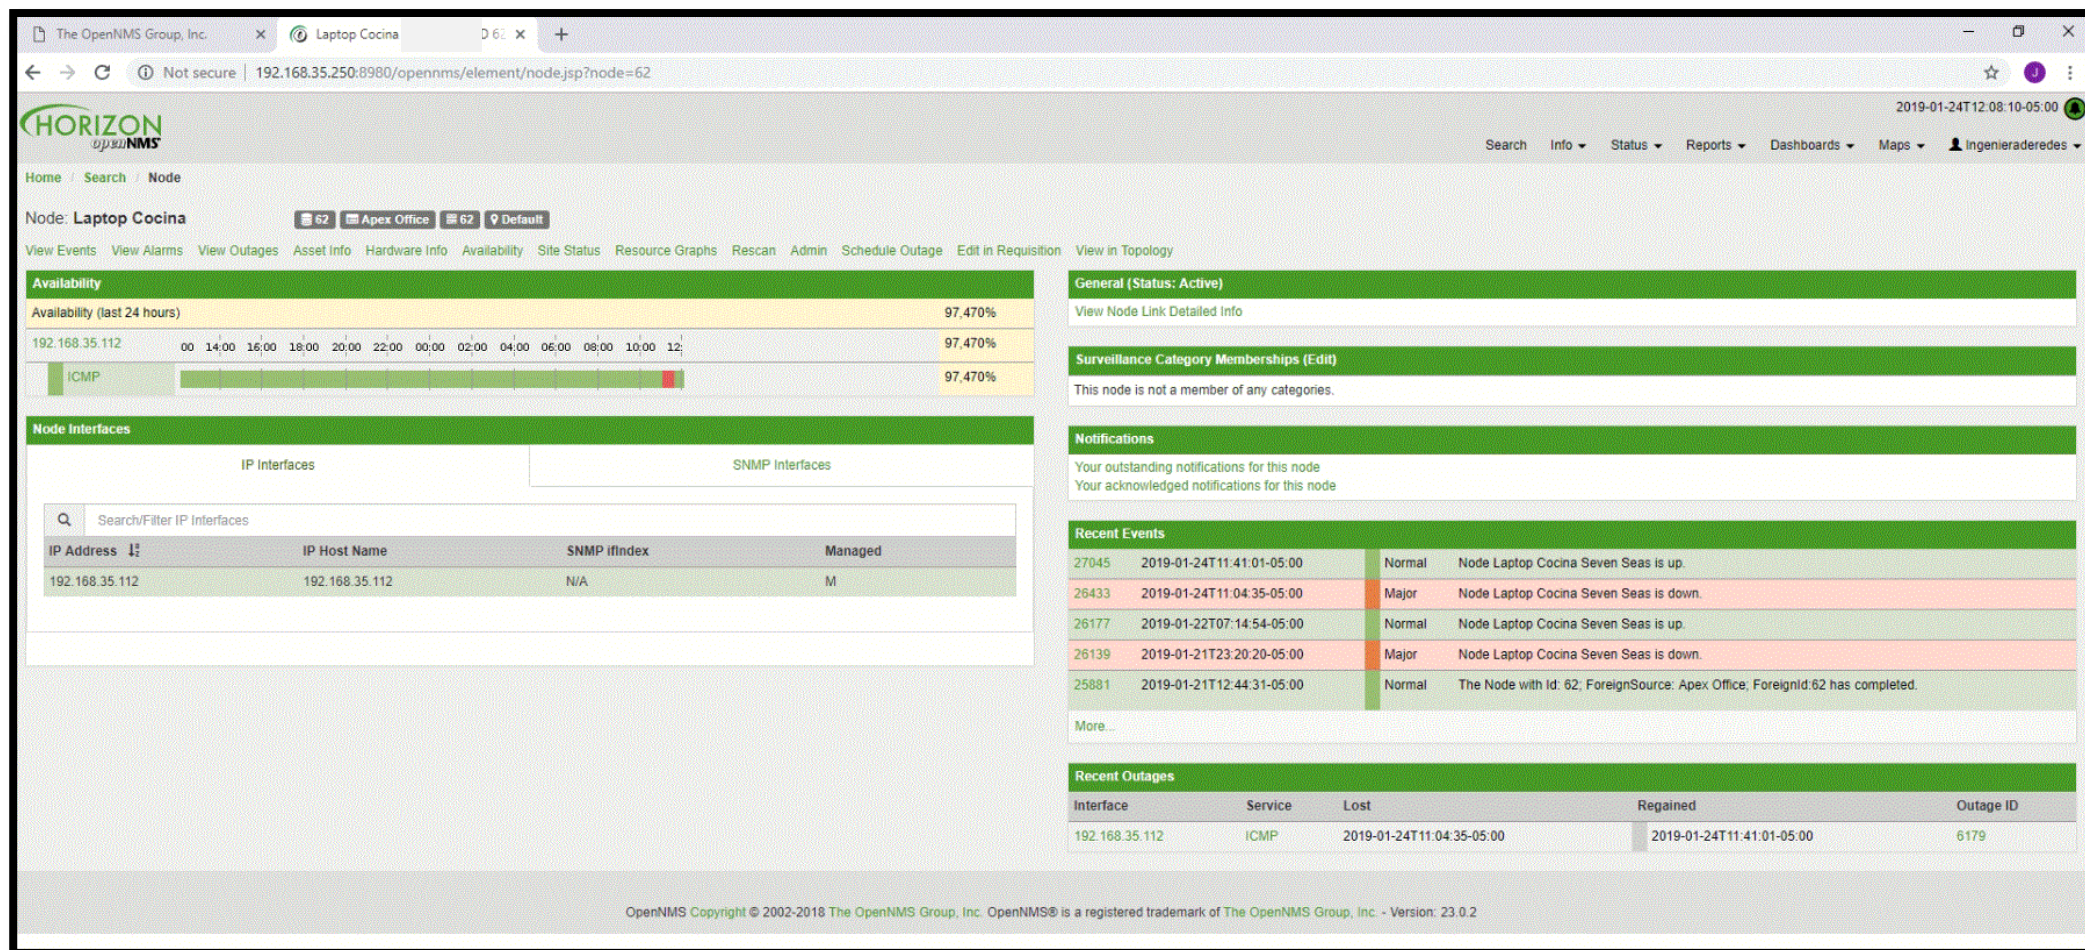 The OpenNMS Group, Inc.
Laptop Cocina
62
Not secure | 192.168.35.250:8980/opennms/element/node.jsp?node=62
J
2019-01-24T12:08:10-05:00
HORIZON
openNMS
Search Info Status Reports Dashboards Maps Ingenieraderedes
Home / Search / Node
Node: Laptop Cocina 62 Apex Office 62 Default
View Events View Alarms View Outages Asset Info Hardware Info Availability Site Status Resource Graphs Rescan Admin Schedule Outage Edit in Requisition View in Topology
Availability
Availability (last 24 hours) 97,470%
192.168.35.112 00 14:00 16:00 18:00 20:00 22:00 00:00 02:00 04:00 06:00 08:00 10:00 12: 97,470%
ICMP 97,470%
Node Interfaces
IP Interfaces SNMP Interfaces
Search/Filter IP Interfaces
IP Address IP Host Name SNMP ifIndex Managed
192.168.35.112 192.168.35.112 N/A M
General (Status: Active)
View Node Link Detailed Info
Surveillance Category Memberships (Edit)
This node is not a member of any categories.
Notifications
Your outstanding notifications for this node
Your acknowledged notifications for this node
Recent Events
27045 2019-01-24T11:41:01-05:00 Normal Node Laptop Cocina Seven Seas is up.
26433 2019-01-24T11:04:35-05:00 Major Node Laptop Cocina Seven Seas is down.
26177 2019-01-22T07:14:54-05:00 Normal Node Laptop Cocina Seven Seas is up.
26139 2019-01-21T23:20:20-05:00 Major Node Laptop Cocina Seven Seas is down.
25881 2019-01-21T12:44:31-05:00 Normal The Node with Id: 62; ForeignSource: Apex Office; ForeignId:62 has completed.
More...
Recent Outages
Interface Service Lost Regained Outage ID
192.168.35.112 ICMP 2019-01-24T11:04:35-05:00 2019-01-24T11:41:01-05:00 6179
OpenNMS Copyright © 2002-2018 The OpenNMS Group, Inc. OpenNMS® is a registered trademark of The OpenNMS Group, Inc. - Version: 23.0.2